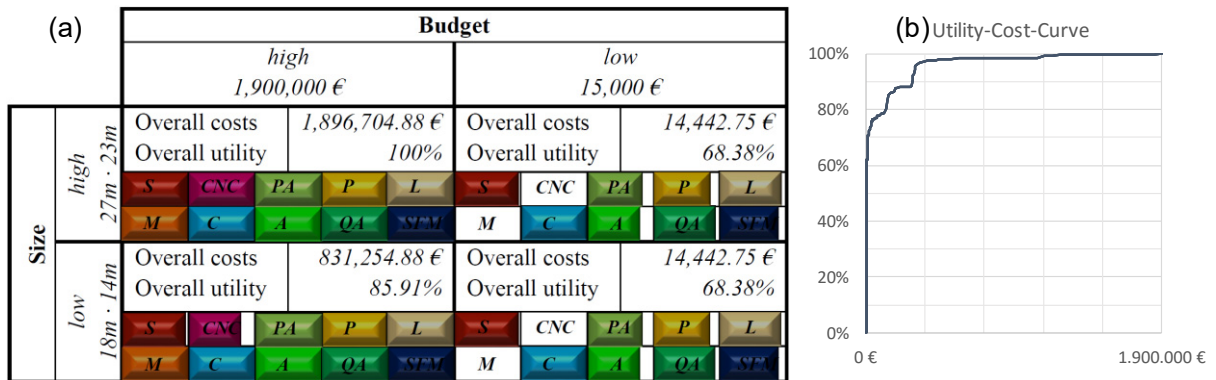 (a)
Budget
high low
1,900,000 € 15,000 €
Size
high
27m · 23m
Overall costs 1,896,704.88 € Overall costs 14,442.75 €
Overall utility 100% Overall utility 68.38%
S CNC PA P L S CNC PA P L
M C A QA SFM M C A QA SFM
low
18m · 14m
Overall costs 831,254.88 € Overall costs 14,442.75 €
Overall utility 85.91% Overall utility 68.38%
S CNC PA P L S CNC PA P L
M C A QA SFM M C A QA SFM
(b) Utility-Cost-Curve
100%
80%
60%
40%
20%
0%
0 € 1.900.000 €